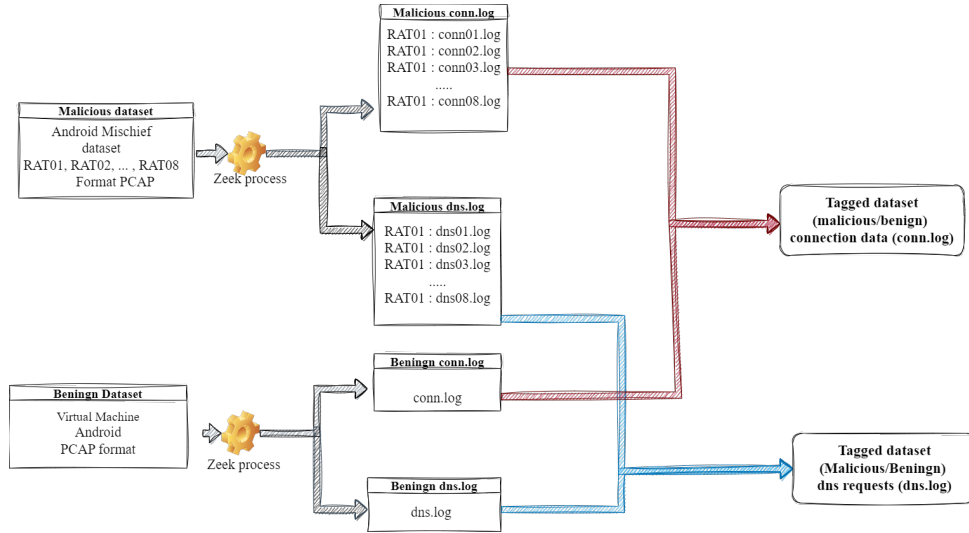 Malicious dataset
Android Mischief
dataset
RAT01, RAT02, ... , RAT08
Format PCAP
Zeek process
Malicious conn.log
RAT01 : conn01.log
RAT01 : conn02.log
RAT01 : conn03.log
.....
RAT01 : conn08.log
Malicious dns.log
RAT01 : dns01.log
RAT01 : dns02.log
RAT01 : dns03.log
.....
RAT01 : dns08.log
Tagged dataset
(malicious/benign)
connection data (conn.log)
Beningn Dataset
Virtual Machine
Android
PCAP format
Zeek process
Beningn conn.log
conn.log
Beningn dns.log
dns.log
Tagged dataset
(Malicious/Beningn)
dns requests (dns.log)